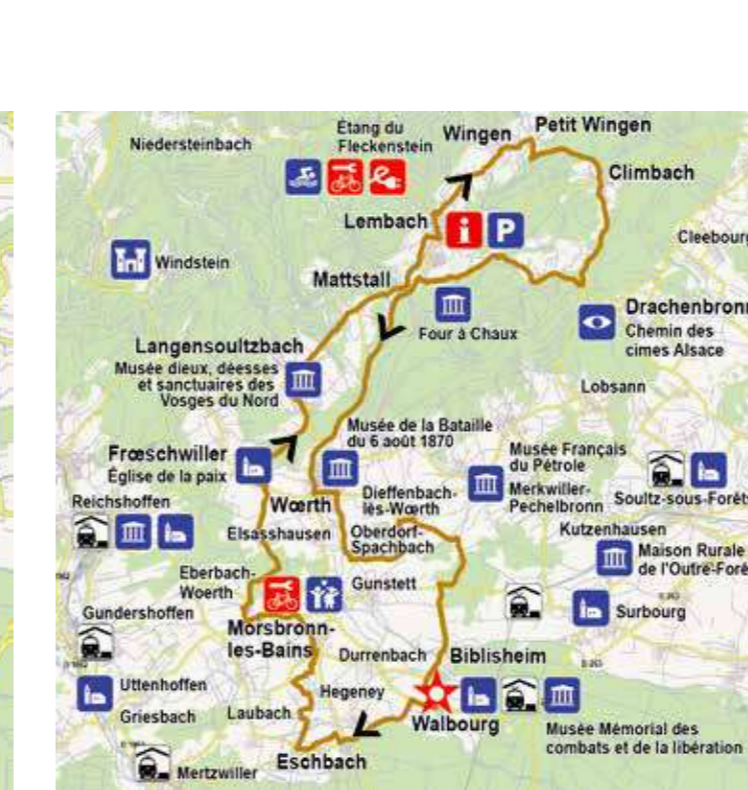 Étang du
Fleckenstein
Wingen
Petit Wingen
Niedersteinbach
Climbach
Lembach
i
P
Windstein
Mattstall
Four à Chaux
Drachenbronn
Chemin des
cimes Alsace
Langensoultzbach
Musée dieux, déesses
et sanctuaires des
Vosges du Nord
Lobsann
Musée de la Bataille
du 6 août 1870
Frœschwiller
Église de la paix
Musée Français
du Pétrole
Merkwiller-
Pechelbronn
Soultz-sous-Forêts
Reichshoffen
Wœrth
Dieffenbach-
lès-Wœrth
Elsasshausen
Oberdorf-
Spachbach
Kutzenhausen
Maison Rurale
de l'Outre-Forê
Eberbach-
Woerth
Gunstett
Gundershoffen
Surbourg
Morsbronn-
les-Bains
Durrenbach
Biblisheim
Uttenhoffen
Griesbach
Hegeney
Laubach
Walbourg
Musée Mémorial des
combats et de la libération
Eschbach
Mertzwiller